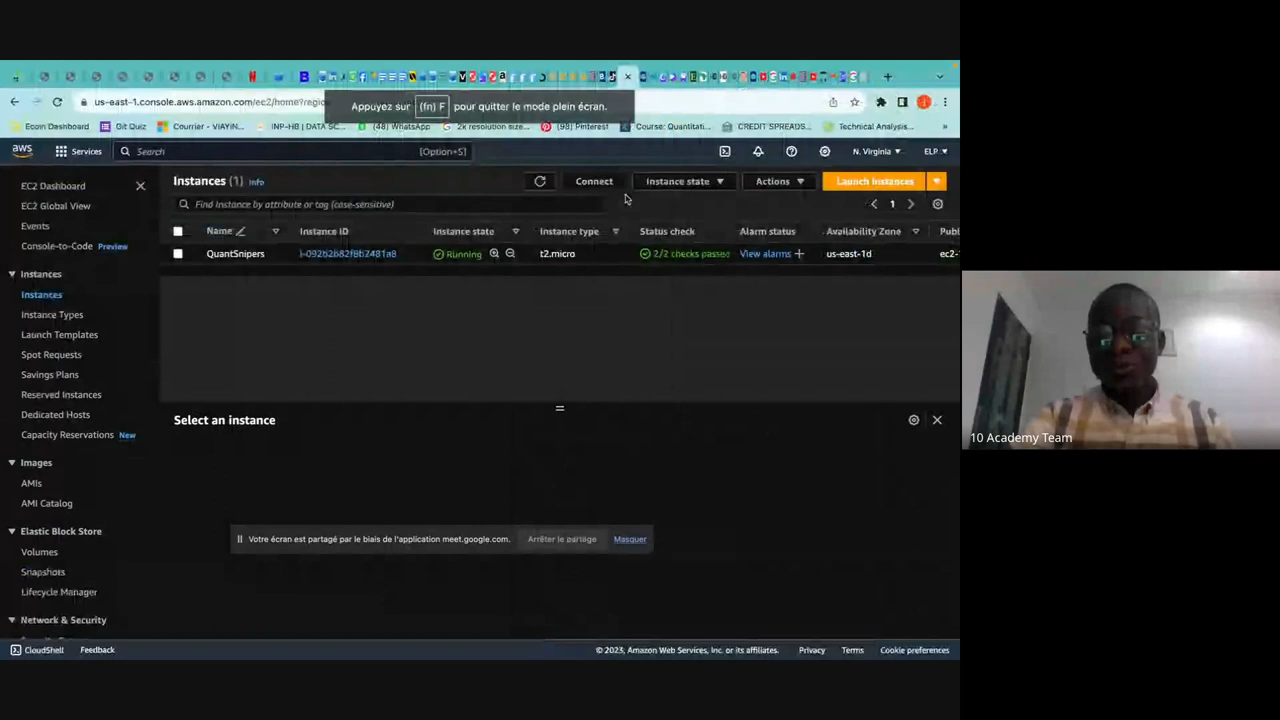 us-east-1.console.aws.amazon.com/ec2/home?regio
Appuyez sur (fn) F pour quitter le mode plein écran.
Econ Dashboard
Git Quiz
Courrier - VIAYIN...
INP-HB | DATA SC...
(48) WhatsApp
2k resolution size...
(98) Pinterest
Course: Quantitati...
CREDIT SPREADS...
Technical Analysis...
»
aws
Services
Search
[Option+S]
N. Virginia
ELP
EC2 Dashboard
EC2 Global View
Events
Console-to-Code Preview
Instances
Instances
Instance Types
Launch Templates
Spot Requests
Savings Plans
Reserved Instances
Dedicated Hosts
Capacity Reservations New
Images
AMIs
AMI Catalog
Elastic Block Store
Volumes
Snapshots
Lifecycle Manager
Network & Security
Instances (1) Info
Connect
Instance state
Actions
Launch instances
Find Instance by attribute or tag (case-sensitive)
1
Name Instance ID Instance state Instance type Status check Alarm status Availability Zone Publ
QuantSnipers i-092b2b82f8b2481a8 Running t2.micro 2/2 checks passed View alarms + us-east-1d ec2-
Select an instance
Votre écran est partagé par le biais de l'application meet.google.com. Arrêter le partage Masquer
10 Academy Team
CloudShell Feedback © 2023, Amazon Web Services, Inc. or its affiliates. Privacy Terms Cookie preferences